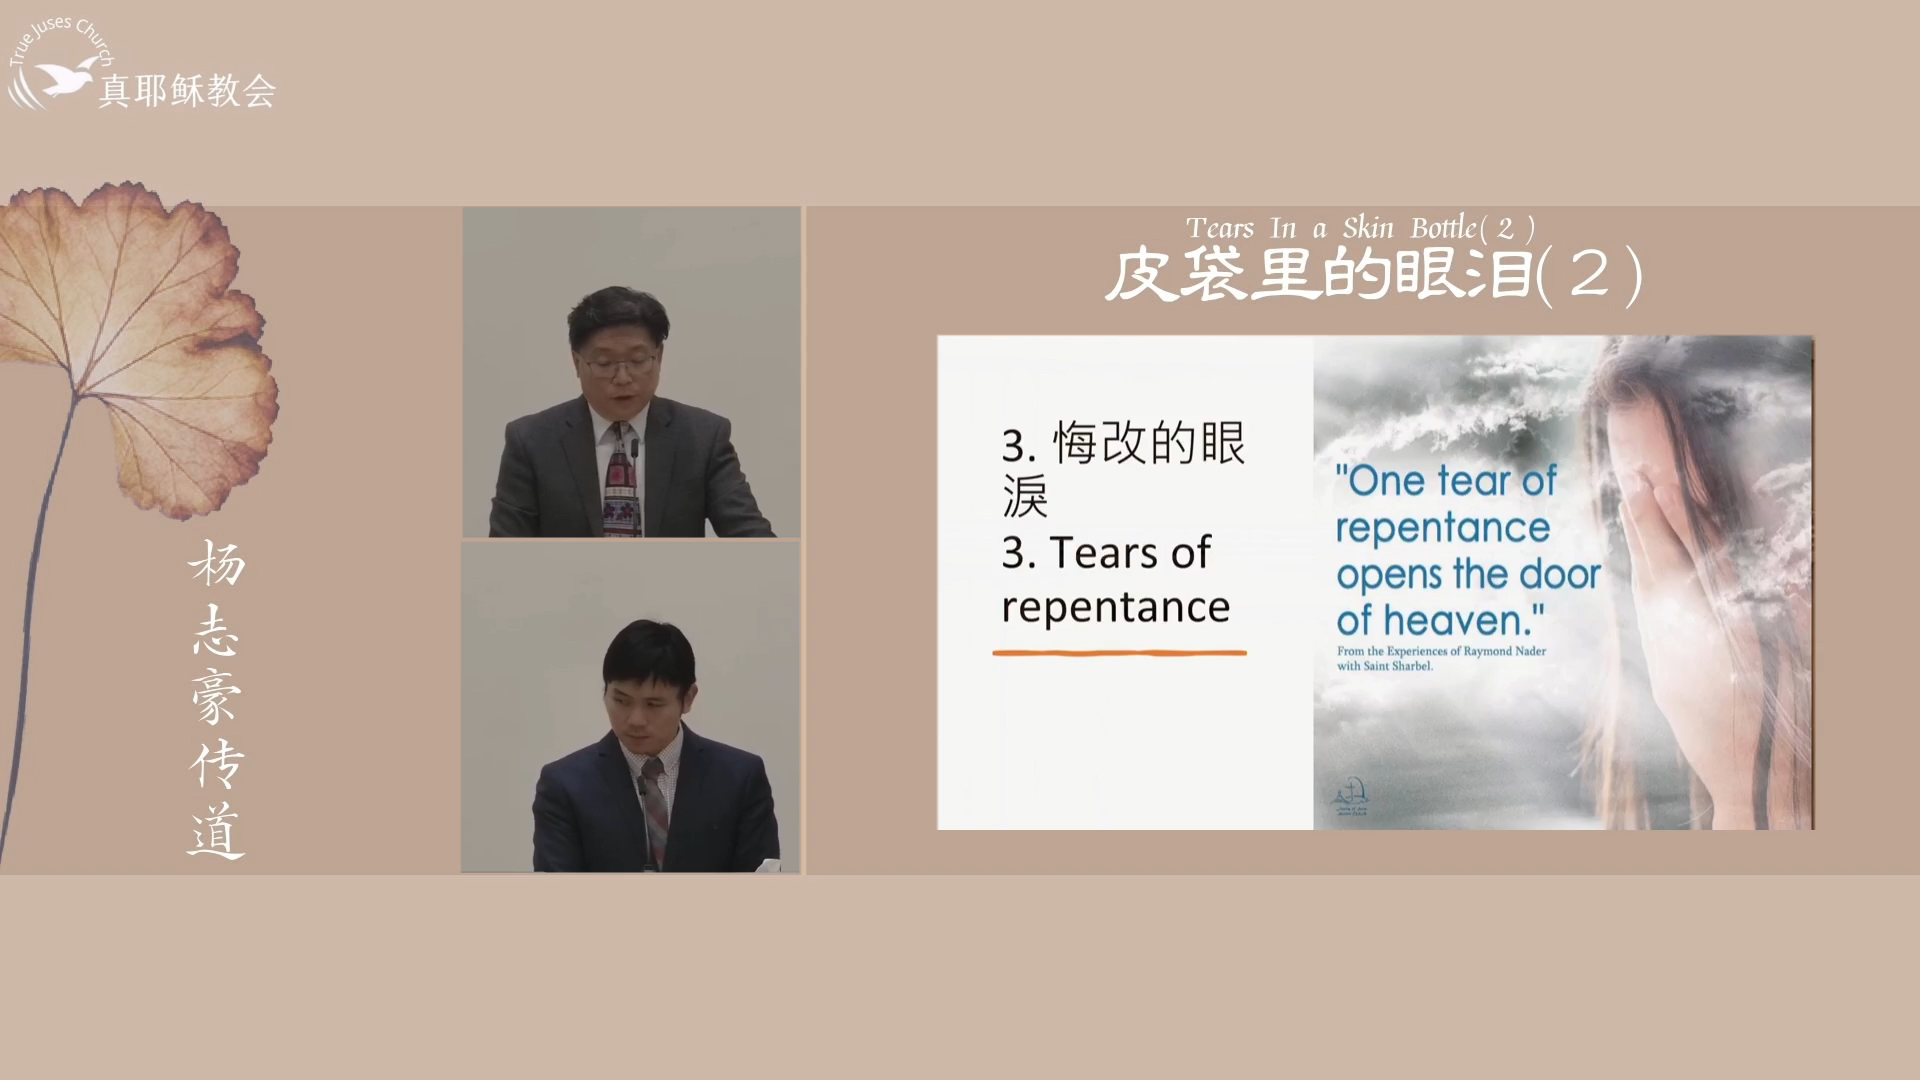 True Juses Church
真耶稣教会
杨志豪传道
Tears In a Skin Bottle(2)
皮袋里的眼泪(2)
3. 悔改的眼
淚
3. Tears of
repentance
"One tear of
repentance
opens the door
of heaven."
From the Experiences of Raymond Nader
with Saint Sharbel.